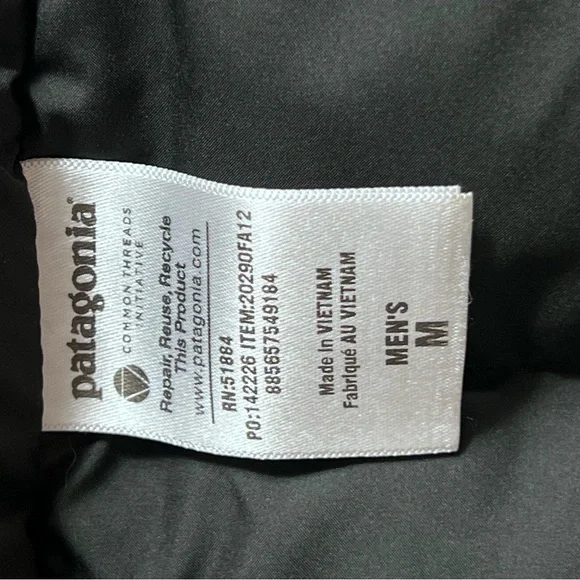 patagonia®
COMMON THREADS
INITIATIVE
Repair, Reuse, Recycle
This Product
www.patagonia.com
RN:51884
PO:142226 ITEM:20290FA12
885657549184
Made in VIETNAM
Fabriqué AU VIETNAM
MEN'S
M